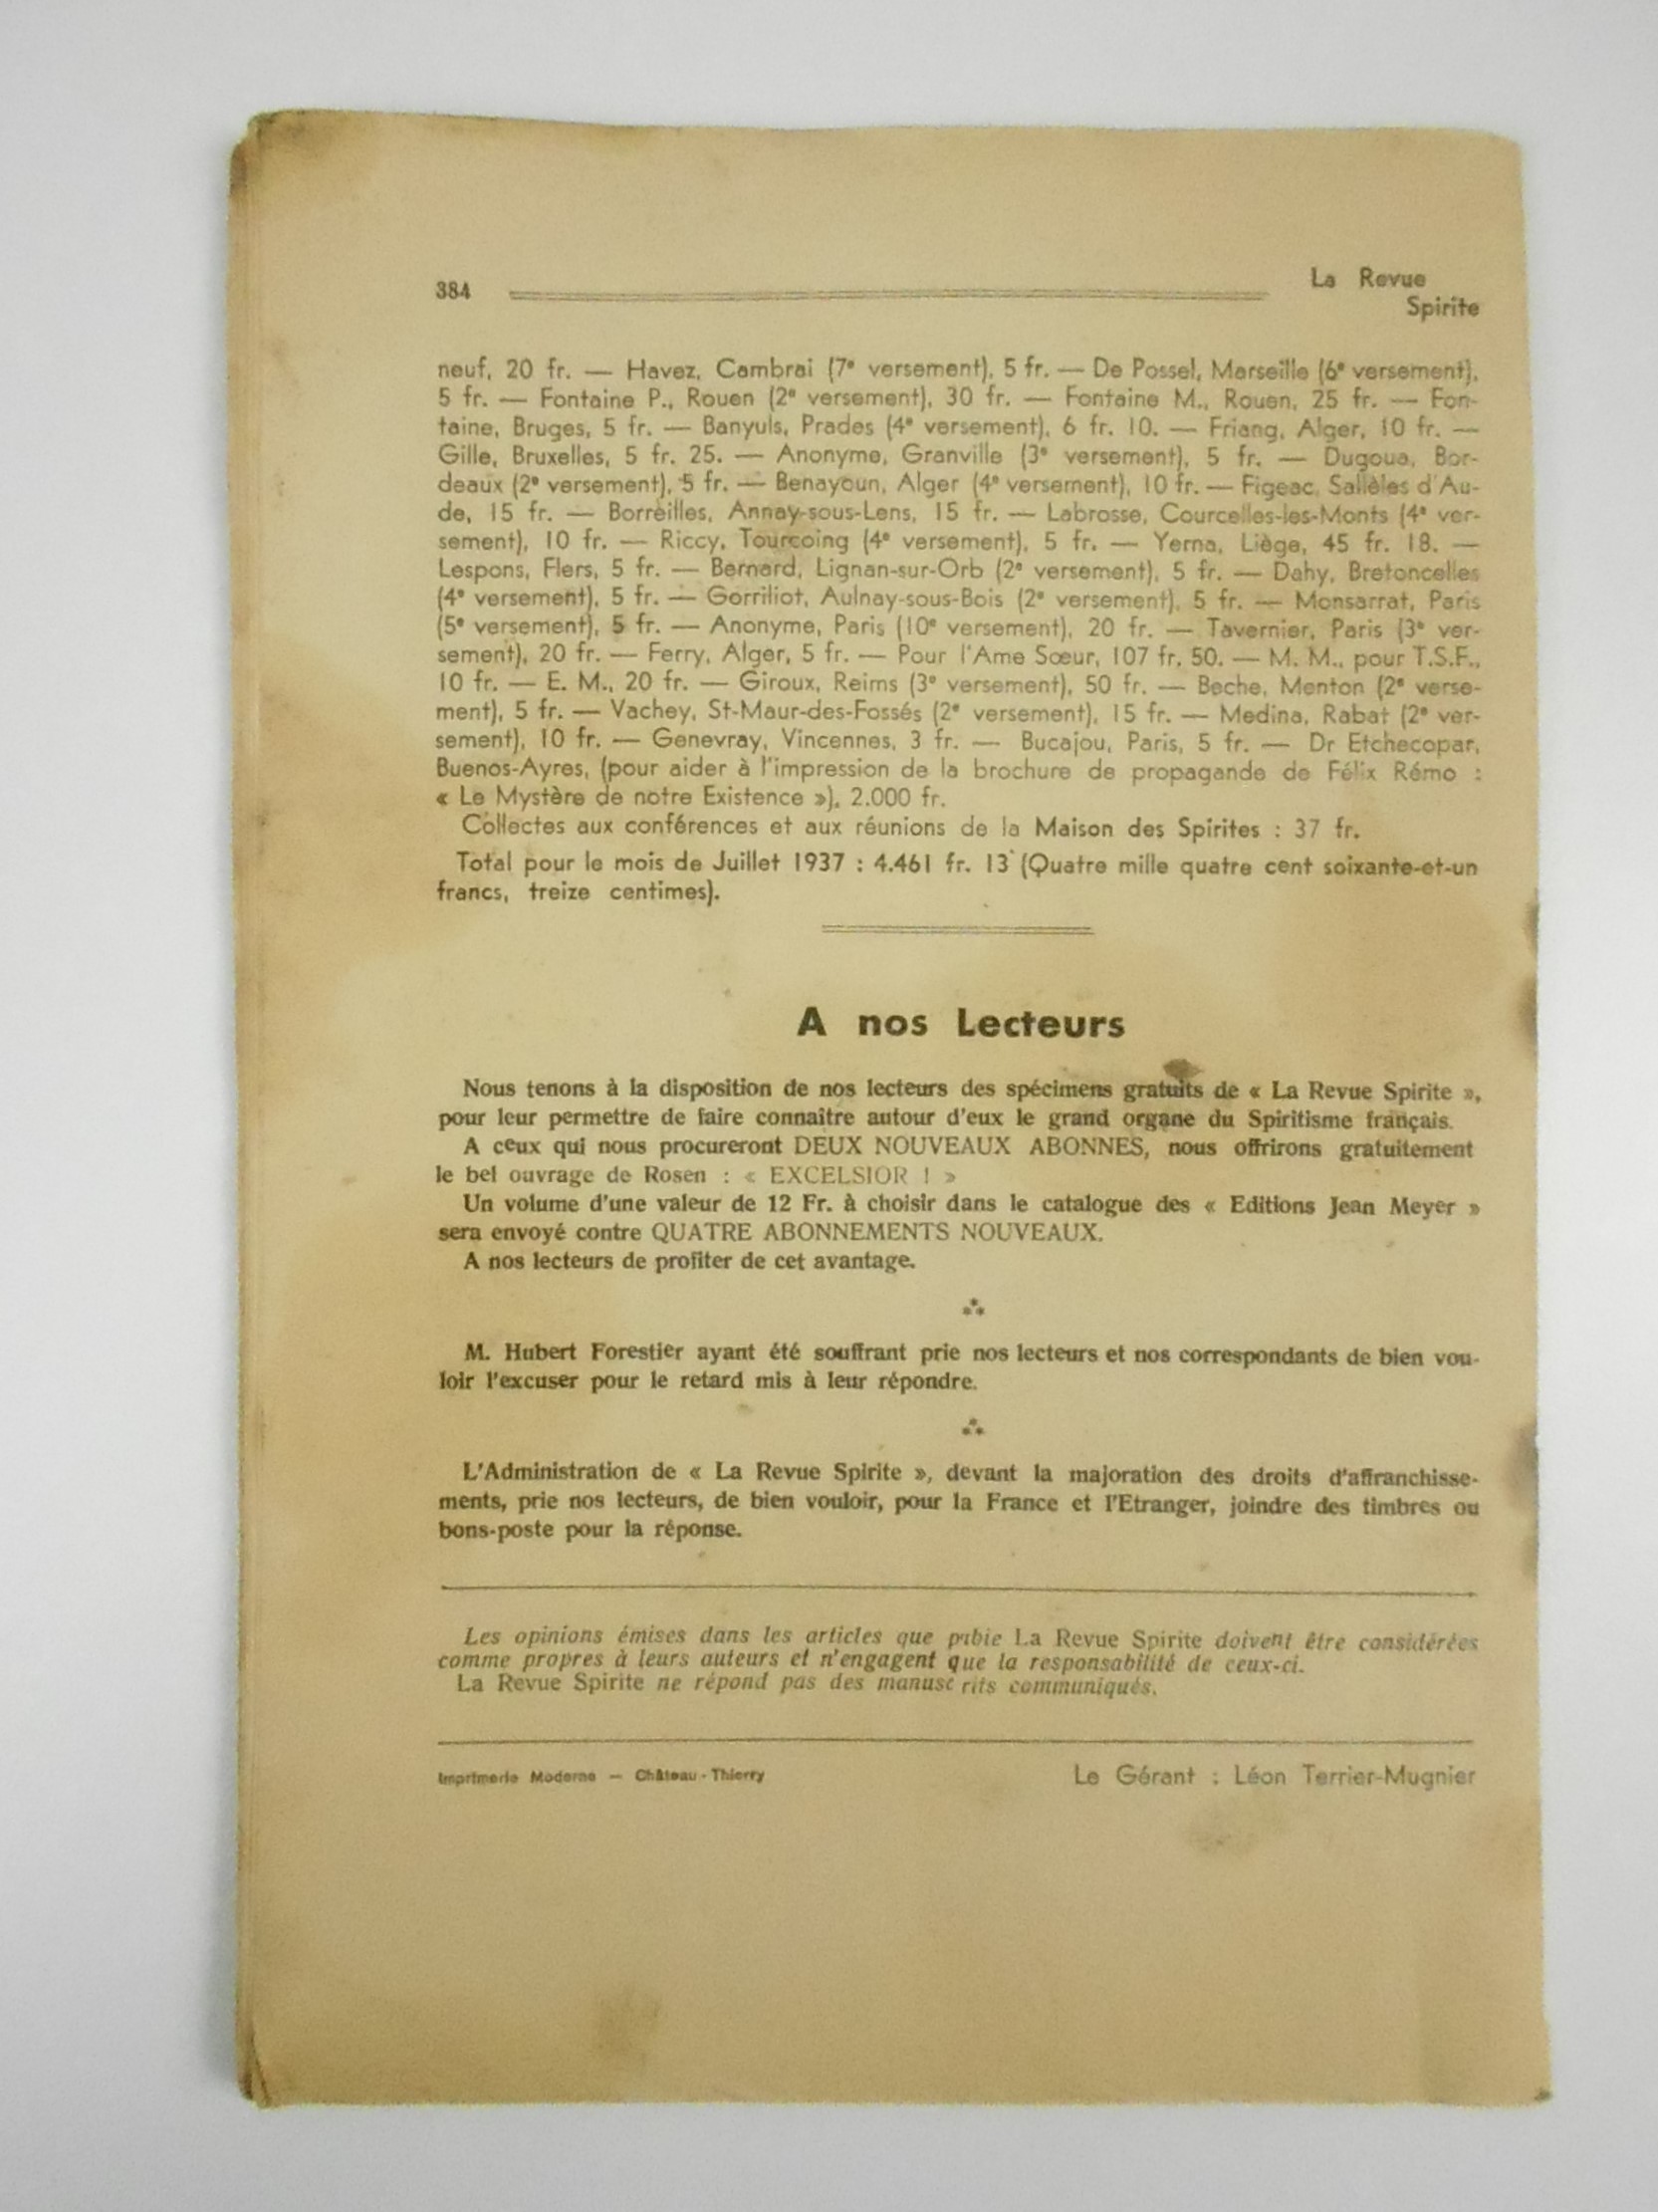 384
La Revue
Spirite
neuf, 20 fr. — Havez, Cambrai (7ᵉ versement), 5 fr. — De Possel, Marseille (6ᵉ versement),
5 fr. — Fontaine P., Rouen (2ᵉ versement), 30 fr. — Fontaine M., Rouen, 25 fr. — Fon-
taine, Bruges, 5 fr. — Banyuls, Prades (4ᵉ versement), 6 fr. 10. — Friang, Alger, 10 fr. —
Gille, Bruxelles, 5 fr. 25. — Anonyme, Granville (3ᵉ versement), 5 fr. — Dugoua, Bor-
deaux (2ᵉ versement), 5 fr. — Benayoun, Alger (4ᵉ versement), 10 fr. — Figeac, Sallèles d'Au-
de, 15 fr. — Borrèilles, Annay-sous-Lens, 15 fr. — Labrosse, Courcelles-les-Monts (4ᵉ ver-
sement), 10 fr. — Riccy, Tourcoing (4ᵉ versement), 5 fr. — Yerna, Liège, 45 fr. 18. —
Lespons, Flers, 5 fr. — Bernard, Lignan-sur-Orb (2ᵉ versement), 5 fr. — Dahy, Bretoncelles
(4ᵉ versement), 5 fr. — Gorriliot, Aulnay-sous-Bois (2ᵉ versement), 5 fr. — Monsarrat, Paris
(5ᵉ versement), 5 fr. — Anonyme, Paris (10ᵉ versement), 20 fr. — Tavernier, Paris (3ᵉ ver-
sement), 20 fr. — Ferry, Alger, 5 fr. — Pour l'Ame Sœur, 107 fr. 50. — M. M., pour T.S.F.,
10 fr. — E. M., 20 fr. — Giroux, Reims (3ᵉ versement), 50 fr. — Beche, Menton (2ᵉ verse-
ment), 5 fr. — Vachey, St-Maur-des-Fossés (2ᵉ versement), 15 fr. — Medina, Rabat (2ᵉ ver-
sement), 10 fr. — Genevray, Vincennes, 3 fr. — Bucajou, Paris, 5 fr. — Dr Etchecopar,
Buenos-Ayres, (pour aider à l'impression de la brochure de propagande de Félix Rémo :
« Le Mystère de notre Existence »), 2.000 fr.
Collectes aux conférences et aux réunions de la Maison des Spirites : 37 fr.
Total pour le mois de Juillet 1937 : 4.461 fr. 13 (Quatre mille quatre cent soixante-et-un
francs, treize centimes).
A nos Lecteurs
Nous tenons à la disposition de nos lecteurs des spécimens gratuits de « La Revue Spirite »,
pour leur permettre de faire connaître autour d'eux le grand organe du Spiritisme français.
A ceux qui nous procureront DEUX NOUVEAUX ABONNES, nous offrirons gratuitement
le bel ouvrage de Rosen : « EXCELSIOR ! »
Un volume d'une valeur de 12 Fr. à choisir dans le catalogue des « Editions Jean Meyer »
sera envoyé contre QUATRE ABONNEMENTS NOUVEAUX.
A nos lecteurs de profiter de cet avantage.
⁂
M. Hubert Forestier ayant été souffrant prie nos lecteurs et nos correspondants de bien vou-
loir l'excuser pour le retard mis à leur répondre.
⁂
L'Administration de « La Revue Spirite », devant la majoration des droits d'affranchisse-
ments, prie nos lecteurs, de bien vouloir, pour la France et l'Etranger, joindre des timbres ou
bons-poste pour la réponse.
Les opinions émises dans les articles que pubie La Revue Spirite doivent être considérées
comme propres à leurs auteurs et n'engagent que la responsabilité de ceux-ci.
La Revue Spirite ne répond pas des manuscrits communiqués.
Imprimerie Moderne — Château-Thierry
Le Gérant : Léon Terrier-Mugnier